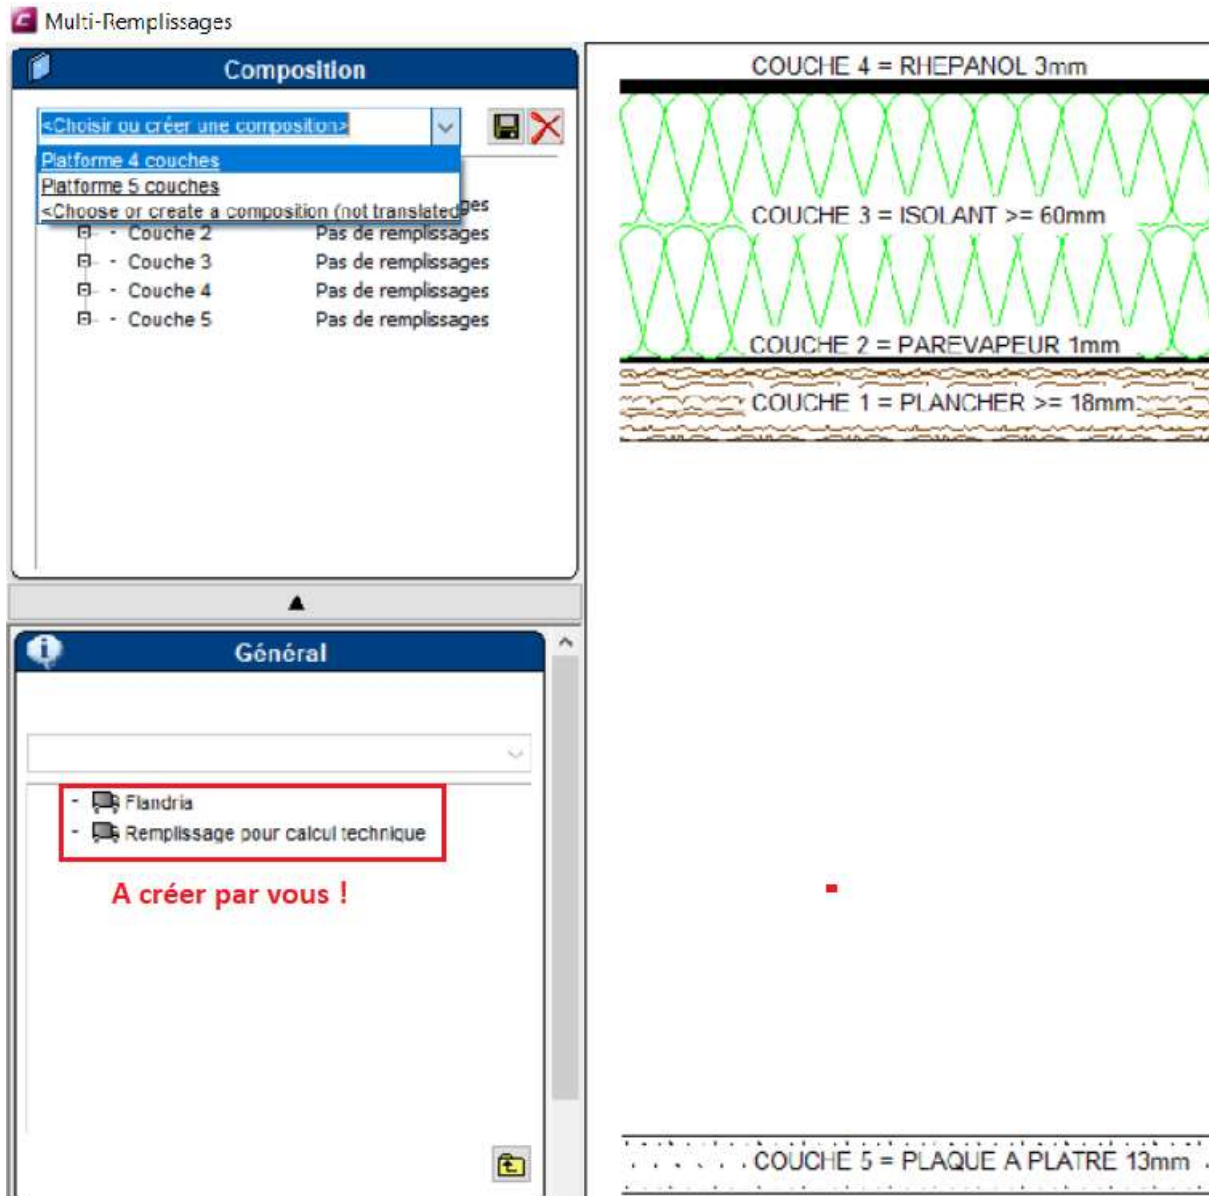 Multi-Remplissages
Composition
<Choisir ou créer une composition>
Platforme 4 couches
Platforme 5 couches
<Choose or create a composition (not translated
ges
- Couche 2 Pas de remplissages
- Couche 3 Pas de remplissages
- Couche 4 Pas de remplissages
- Couche 5 Pas de remplissages
Général
- Flandria
- Remplissage pour calcul technique
A créer par vous !
COUCHE 4 = RHEPANOL 3mm
COUCHE 3 = ISOLANT >= 60mm
COUCHE 2 = PAREVAPEUR 1mm
COUCHE 1 = PLANCHER >= 18mm
COUCHE 5 = PLAQUE A PLATRE 13mm